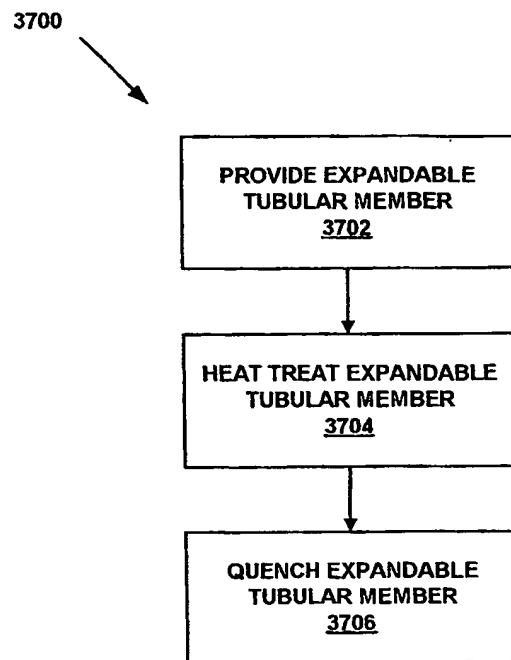 3700
PROVIDE EXPANDABLE
TUBULAR MEMBER
3702
HEAT TREAT EXPANDABLE
TUBULAR MEMBER
3704
QUENCH EXPANDABLE
TUBULAR MEMBER
3706